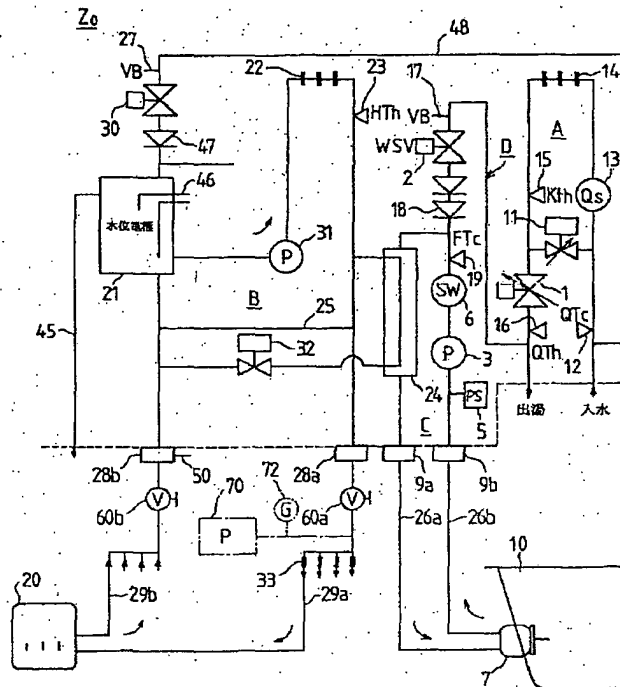 Z0
27
VB
30
47
46
水位電極
21
45
48
22
23
HTh
31
P
B
25
32
17
VB
WSV
2
18
FTc
19
SW
6
P
3
24
C
PS
5
D
A
14
15
Kth
13
Qs
11
1
16
QTh
QTc
12
出湯
入水
28b
50
60b
V
72
G
70
P
28a
60a
V
9a
9b
26a
26b
33
29a
29b
20
10
7